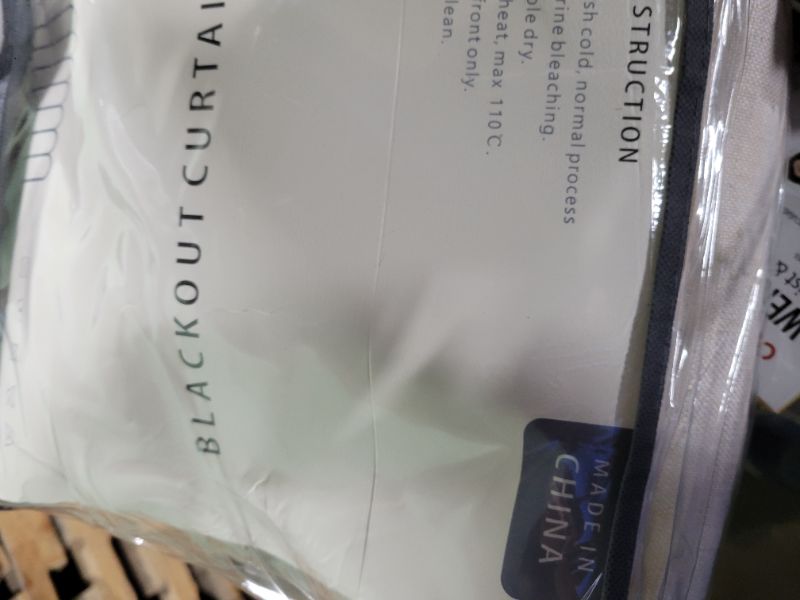 BLACKOUT CURTAI
STRUCTION
sh cold, normal process
rine bleaching.
ple dry.
heat, max 110℃.
front only.
lean.
MADE IN
CHINA